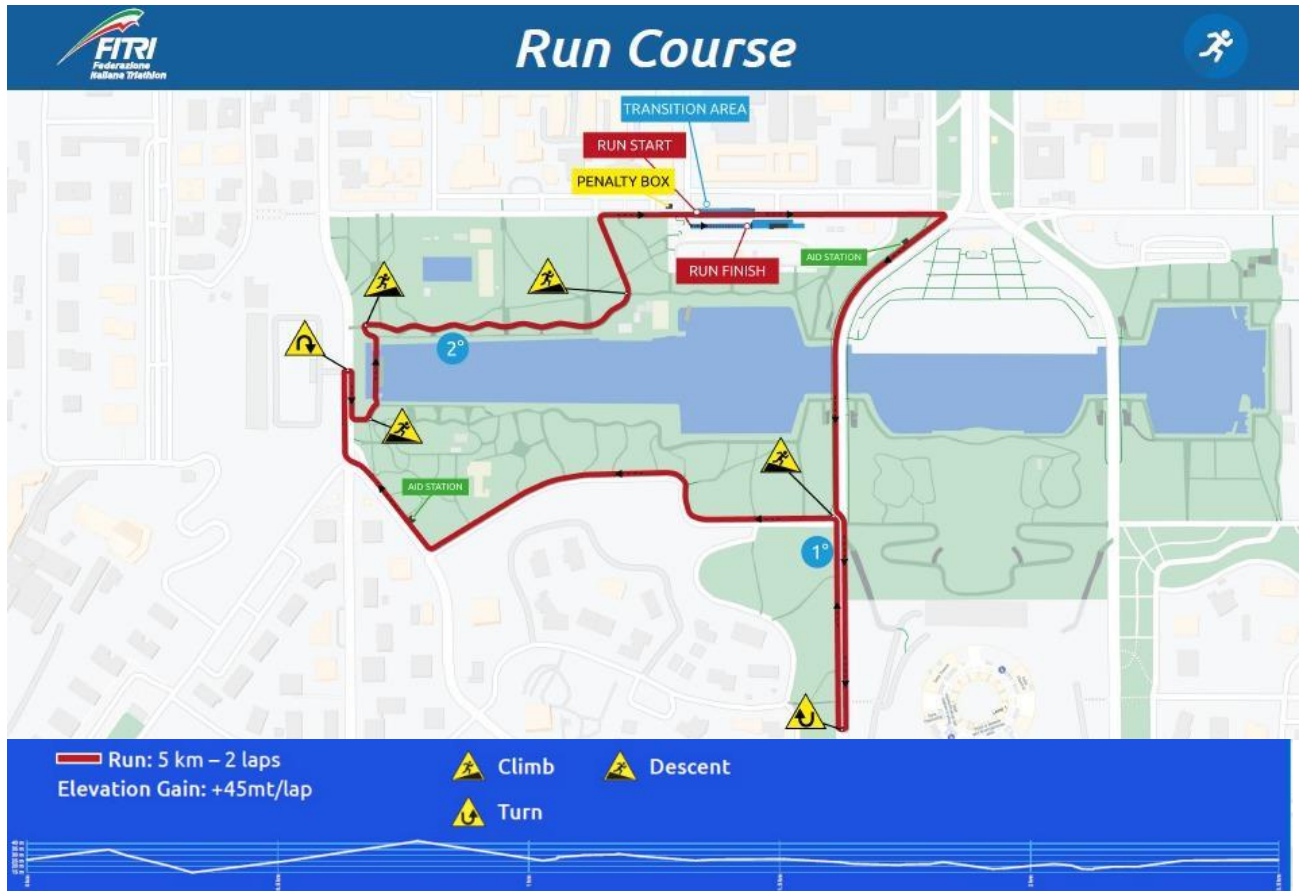 FITRI
Federazione
Italiana Triathlon
Run Course
TRANSITION AREA
RUN START
PENALTY BOX
RUN FINISH
AID STATION
2°
AID STATION
1°
Run: 5 km – 2 laps
Elevation Gain: +45mt/lap
Climb
Descent
Turn